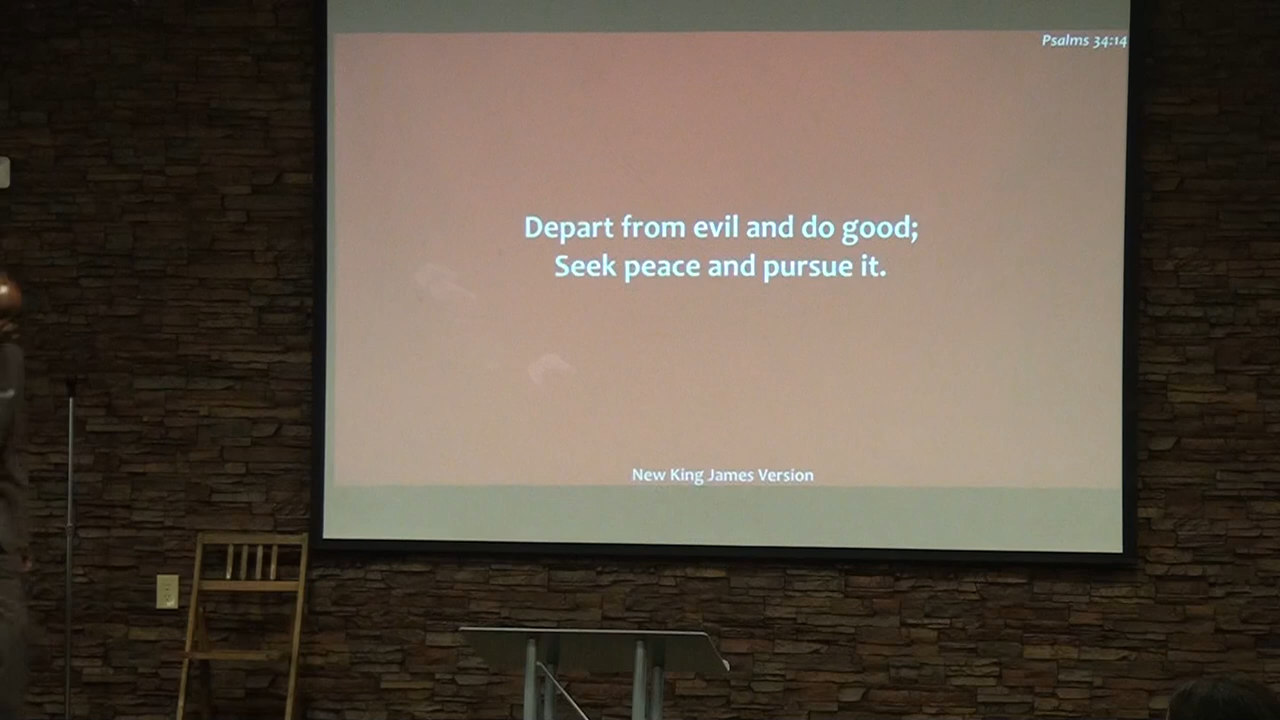 Psalms 34:14
Depart from evil and do good;
Seek peace and pursue it.
New King James Version